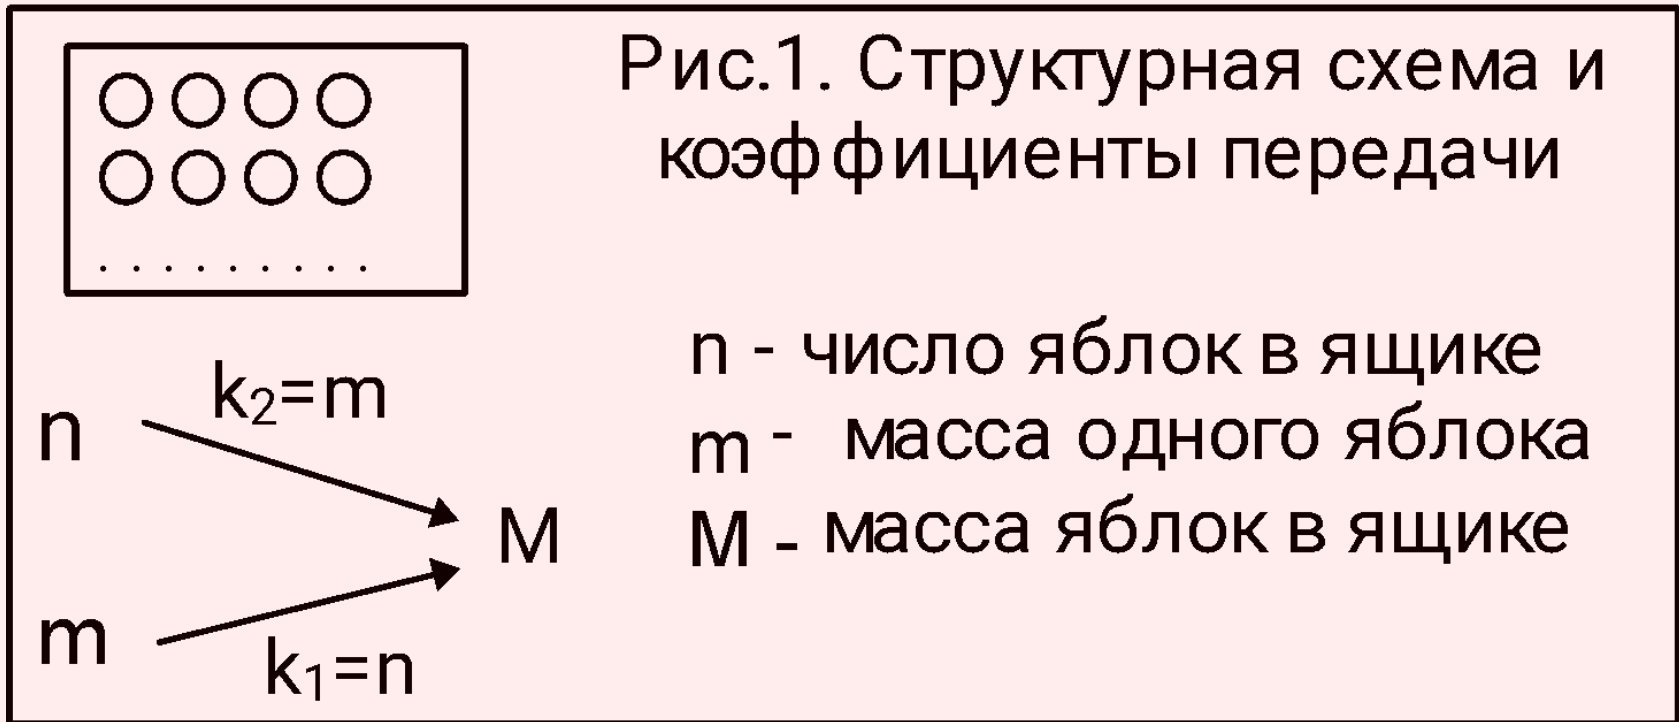 Рис.1. Структурная схема и
коэффициенты передачи
. . . . . . . . .
n - число яблок в ящике
m - масса одного яблока
M - масса яблок в ящике
k₂=m
n
M
m
k₁=n